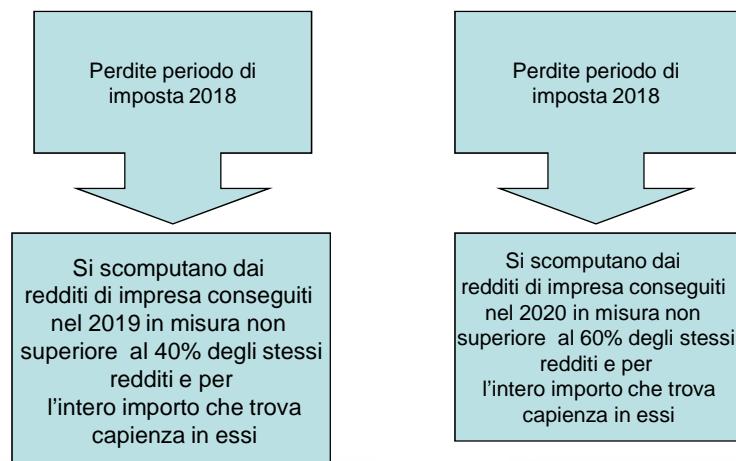 Perdite periodo di
imposta 2018
Si scomputano dai
redditi di impresa conseguiti
nel 2019 in misura non
superiore  al 40% degli stessi
redditi e per
l'intero importo che trova
capienza in essi
Perdite periodo di
imposta 2018
Si scomputano dai
redditi di impresa conseguiti
nel 2020 in misura non
superiore  al 60% degli stessi
redditi e per
l'intero importo che trova
capienza in essi